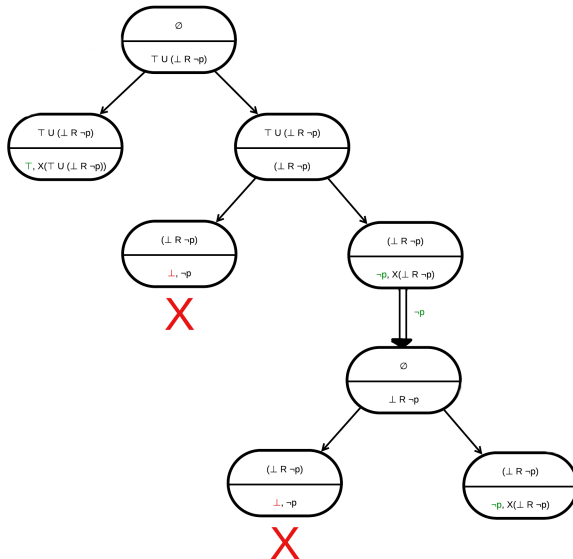 ∅
⊤ U (⊥ R ¬p)
⊤ U (⊥ R ¬p)
⊤, X(⊤ U (⊥ R ¬p))
⊤ U (⊥ R ¬p)
(⊥ R ¬p)
(⊥ R ¬p)
⊥, ¬p
X
(⊥ R ¬p)
¬p, X(⊥ R ¬p)
¬p
∅
⊥ R ¬p
(⊥ R ¬p)
⊥, ¬p
X
(⊥ R ¬p)
¬p, X(⊥ R ¬p)